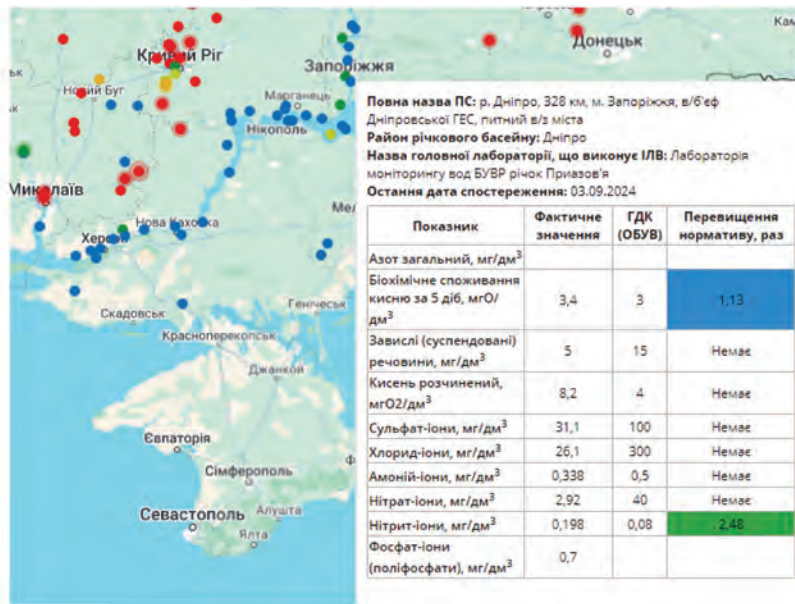 Кривий Ріг
Запоріжжя
Донецьк
Кам
ьк
Новий Буг
Марганець
Нікополь
Миколаїв
Нова Каховка
Мел
Херсон
Скадовськ
Генічеськ
Красноперекопськ
Джанкой
Євпаторія
Сімферополь
Севастополь
Алушта
Ялта
Ф
Повна назва ПС: р. Дніпро, 328 км, м. Запоріжжя, в/б'єф
Дніпровської ГЕС, питний в/з міста
Район річкового басейну: Дніпро
Назва головної лабораторії, що виконує ІЛВ: Лабораторія
моніторингу вод БУВР річок Приазов'я
Остання дата спостереження: 03.09.2024
Показник Фактичне значення ГДК (ОБУВ) Перевищення нормативу, раз
Азот загальний, мг/дм³
Біохімічне споживання
кисню за 5 діб, мгО/ 3,4 3 1,13
дм³
Завислі (суспендовані)
речовини, мг/дм³ 5 15 Немає
Кисень розчинений,
мгО2/дм³ 8,2 4 Немає
Сульфат-іони, мг/дм³ 31,1 100 Немає
Хлорид-іони, мг/дм³ 26,1 300 Немає
Амоній-іони, мг/дм³ 0,338 0,5 Немає
Нітрат-іони, мг/дм³ 2,92 40 Немає
Нітрит-іони, мг/дм³ 0,198 0,08 2,48
Фосфат-іони
(поліфосфати), мг/дм³ 0,7